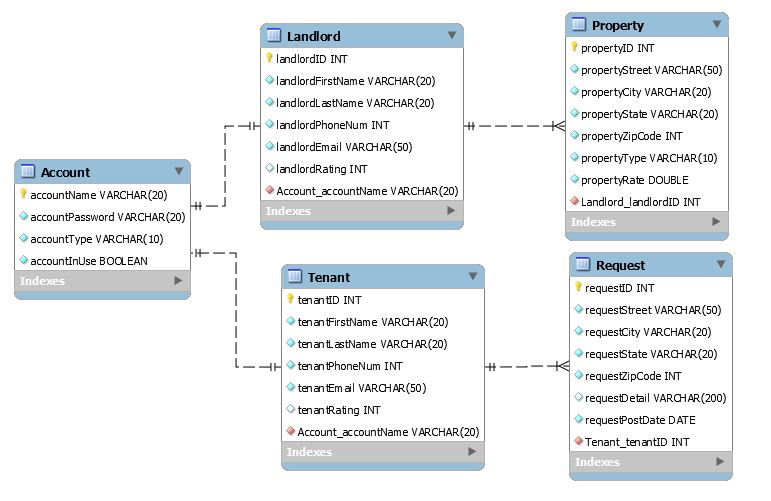 Account
accountName VARCHAR(20)
accountPassword VARCHAR(20)
accountType VARCHAR(10)
accountInUse BOOLEAN
Indexes
Landlord
landlordID INT
landlordFirstName VARCHAR(20)
landlordLastName VARCHAR(20)
landlordPhoneNum INT
landlordEmail VARCHAR(50)
landlordRating INT
Account_accountName VARCHAR(20)
Indexes
Property
propertyID INT
propertyStreet VARCHAR(50)
propertyCity VARCHAR(20)
propertyState VARCHAR(20)
propertyZipCode INT
propertyType VARCHAR(10)
propertyRate DOUBLE
Landlord_landlordID INT
Indexes
Tenant
tenantID INT
tenantFirstName VARCHAR(20)
tenantLastName VARCHAR(20)
tenantPhoneNum INT
tenantEmail VARCHAR(50)
tenantRating INT
Account_accountName VARCHAR(20)
Indexes
Request
requestID INT
requestStreet VARCHAR(50)
requestCity VARCHAR(20)
requestState VARCHAR(20)
requestZipCode INT
requestDetail VARCHAR(200)
requestPostDate DATE
Tenant_tenantID INT
Indexes